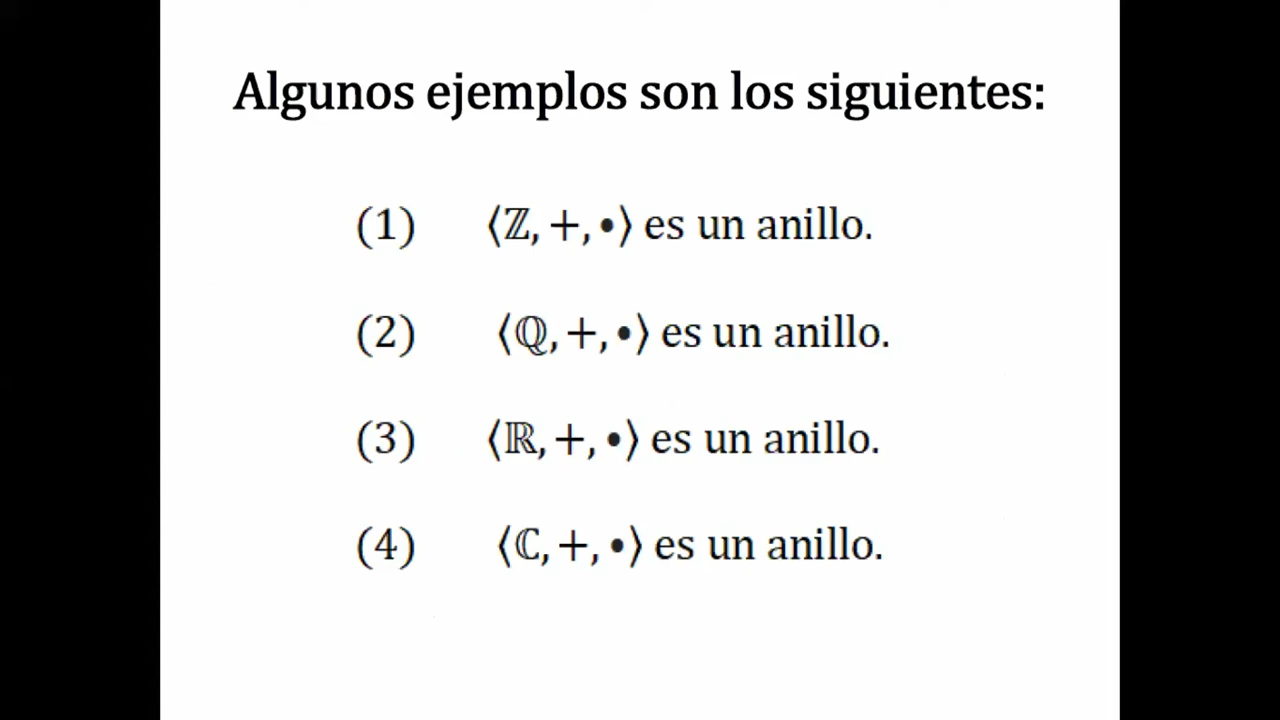 Algunos ejemplos son los siguientes:
(1) ⟨ℤ, +, •⟩ es un anillo.
(2) ⟨ℚ, +, •⟩ es un anillo.
(3) ⟨ℝ, +, •⟩ es un anillo.
(4) ⟨ℂ, +, •⟩ es un anillo.